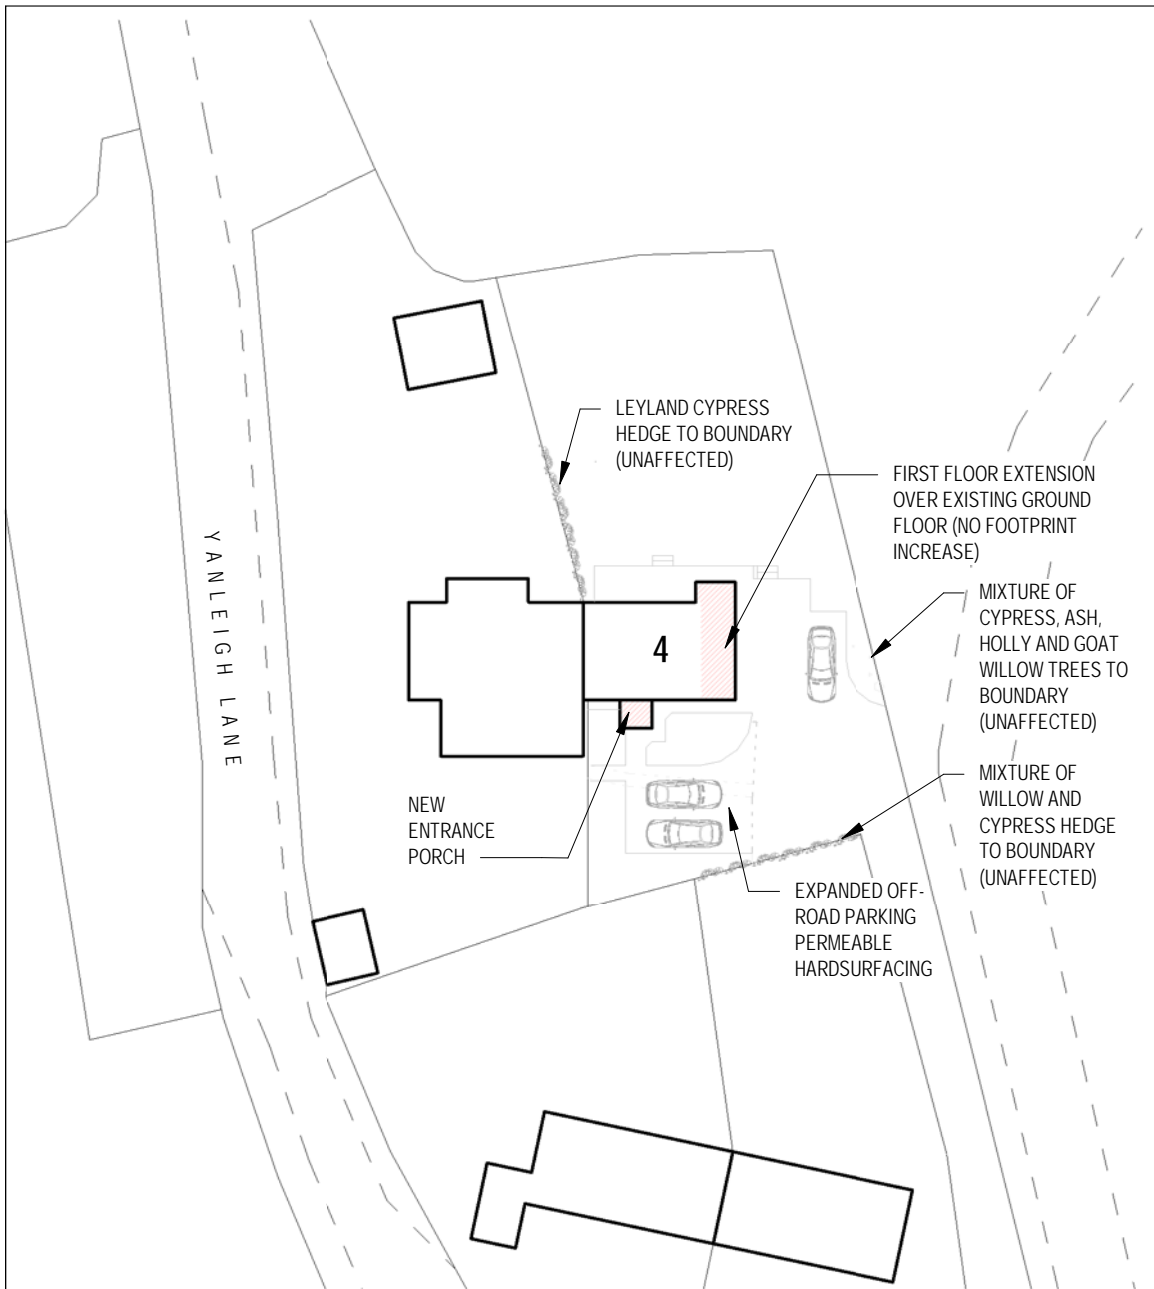 LEYLAND CYPRESS
HEDGE TO BOUNDARY
(UNAFFECTED)
FIRST FLOOR EXTENSION
OVER EXISTING GROUND
FLOOR (NO FOOTPRINT
INCREASE)
YANLEIGH LANE
4
MIXTURE OF
CYPRESS, ASH,
HOLLY AND GOAT
WILLOW TREES TO
BOUNDARY
(UNAFFECTED)
NEW
ENTRANCE
PORCH
MIXTURE OF
WILLOW AND
CYPRESS HEDGE
TO BOUNDARY
(UNAFFECTED)
EXPANDED OFF-
ROAD PARKING
PERMEABLE
HARDSURFACING